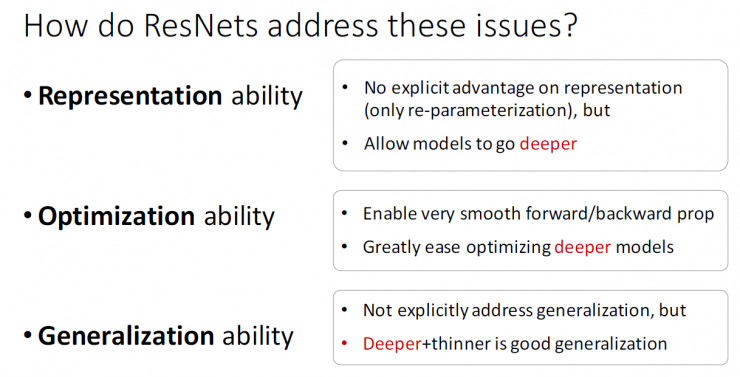 How do ResNets address these issues?
• Representation ability
• No explicit advantage on representation
(only re-parameterization), but
• Allow models to go deeper
• Optimization ability
• Enable very smooth forward/backward prop
• Greatly ease optimizing deeper models
• Generalization ability
• Not explicitly address generalization, but
• Deeper+thinner is good generalization